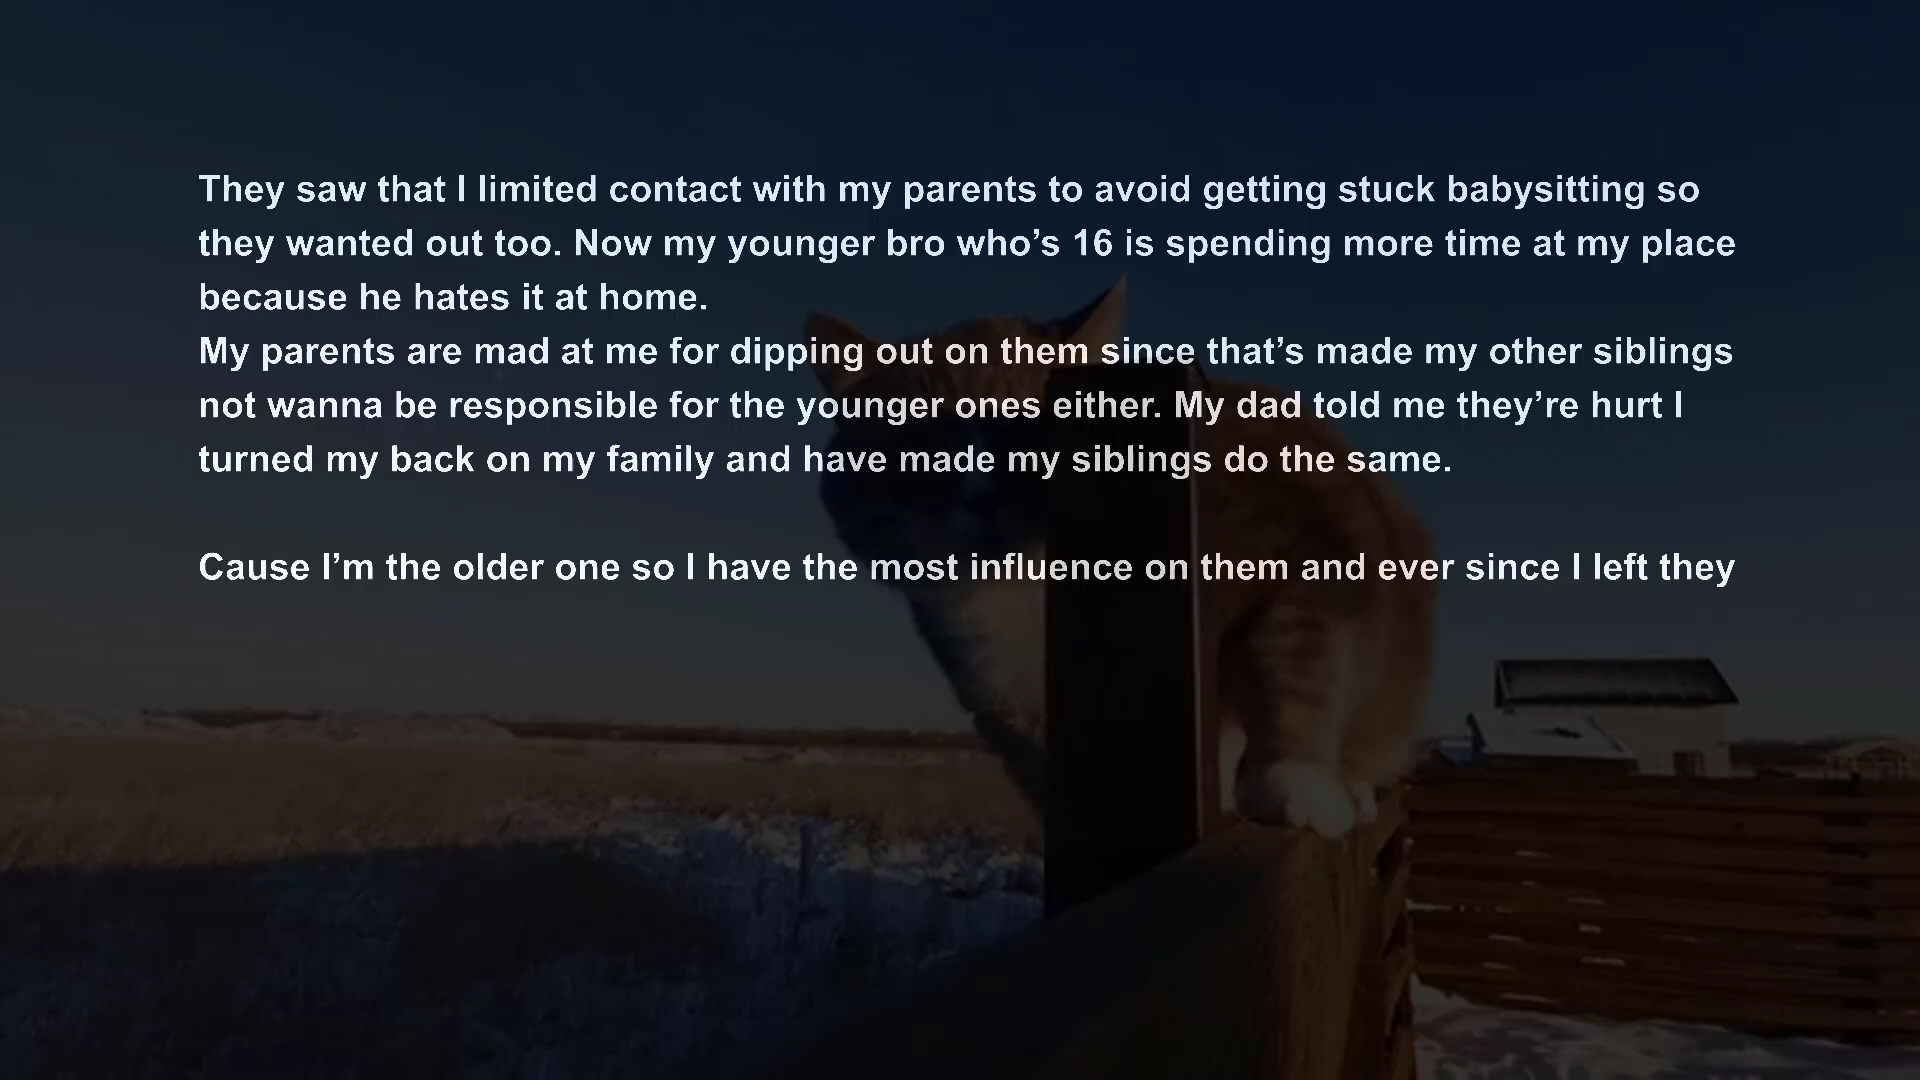 They saw that I limited contact with my parents to avoid getting stuck babysitting so
they wanted out too. Now my younger bro who’s 16 is spending more time at my place
because he hates it at home.
My parents are mad at me for dipping out on them since that’s made my other siblings
not wanna be responsible for the younger ones either. My dad told me they’re hurt I
turned my back on my family and have made my siblings do the same.
Cause I’m the older one so I have the most influence on them and ever since I left they